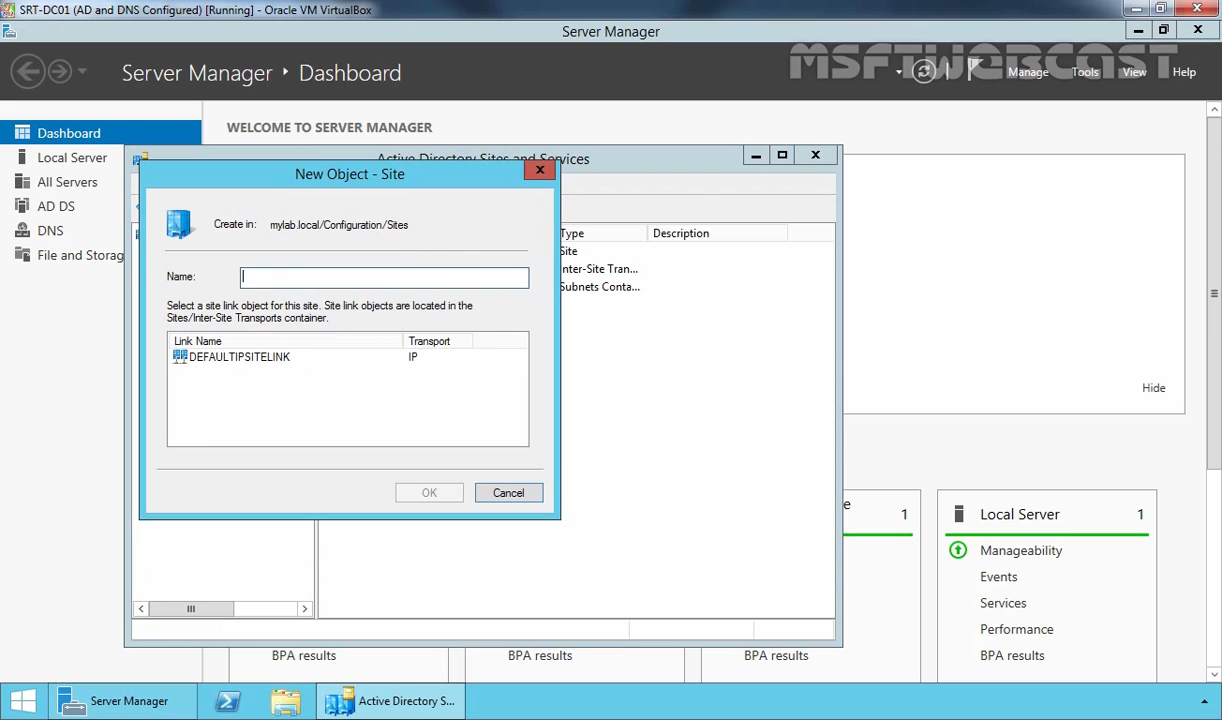 SRT-DC01 (AD and DNS Configured) [Running] - Oracle VM VirtualBox
Server Manager
Server Manager ‣ Dashboard
MSFTWEBCAST
Manage Tools View Help
Dashboard
Local Server
All Servers
AD DS
DNS
File and Storag
WELCOME TO SERVER MANAGER
Active Directory Sites and Services
New Object - Site
Create in: mylab.local/Configuration/Sites
Name:
Select a site link object for this site. Site link objects are located in the
Sites/Inter-Site Transports container.
Link Name Transport
DEFAULTIPSITELINK IP
OK Cancel
Type Description
Site
Inter-Site Tran...
Subnets Conta...
Hide
e 1
Local Server 1
Manageability
Events
Services
Performance
BPA results
BPA results
BPA results
BPA results
Server Manager
Active Directory S...